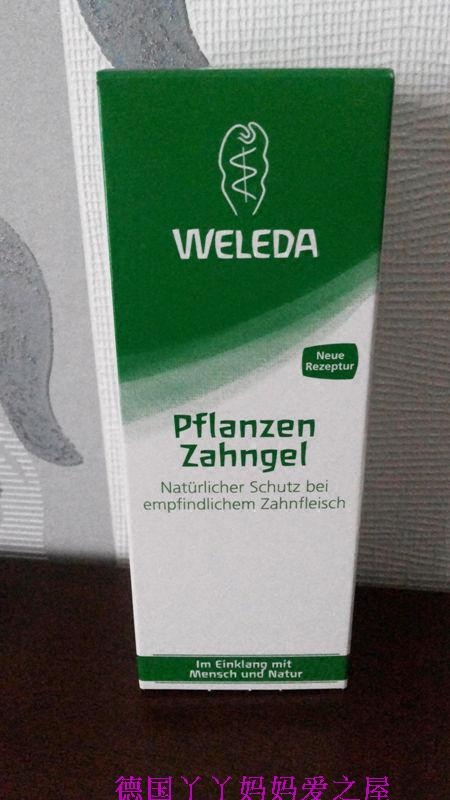 WELEDA
Neue
Rezeptur
Pflanzen
Zahngel
Natürlicher Schutz bei
empfindlichem Zahnfleisch
Im Einklang mit
Mensch und Natur
德国丫丫妈妈爱之屋